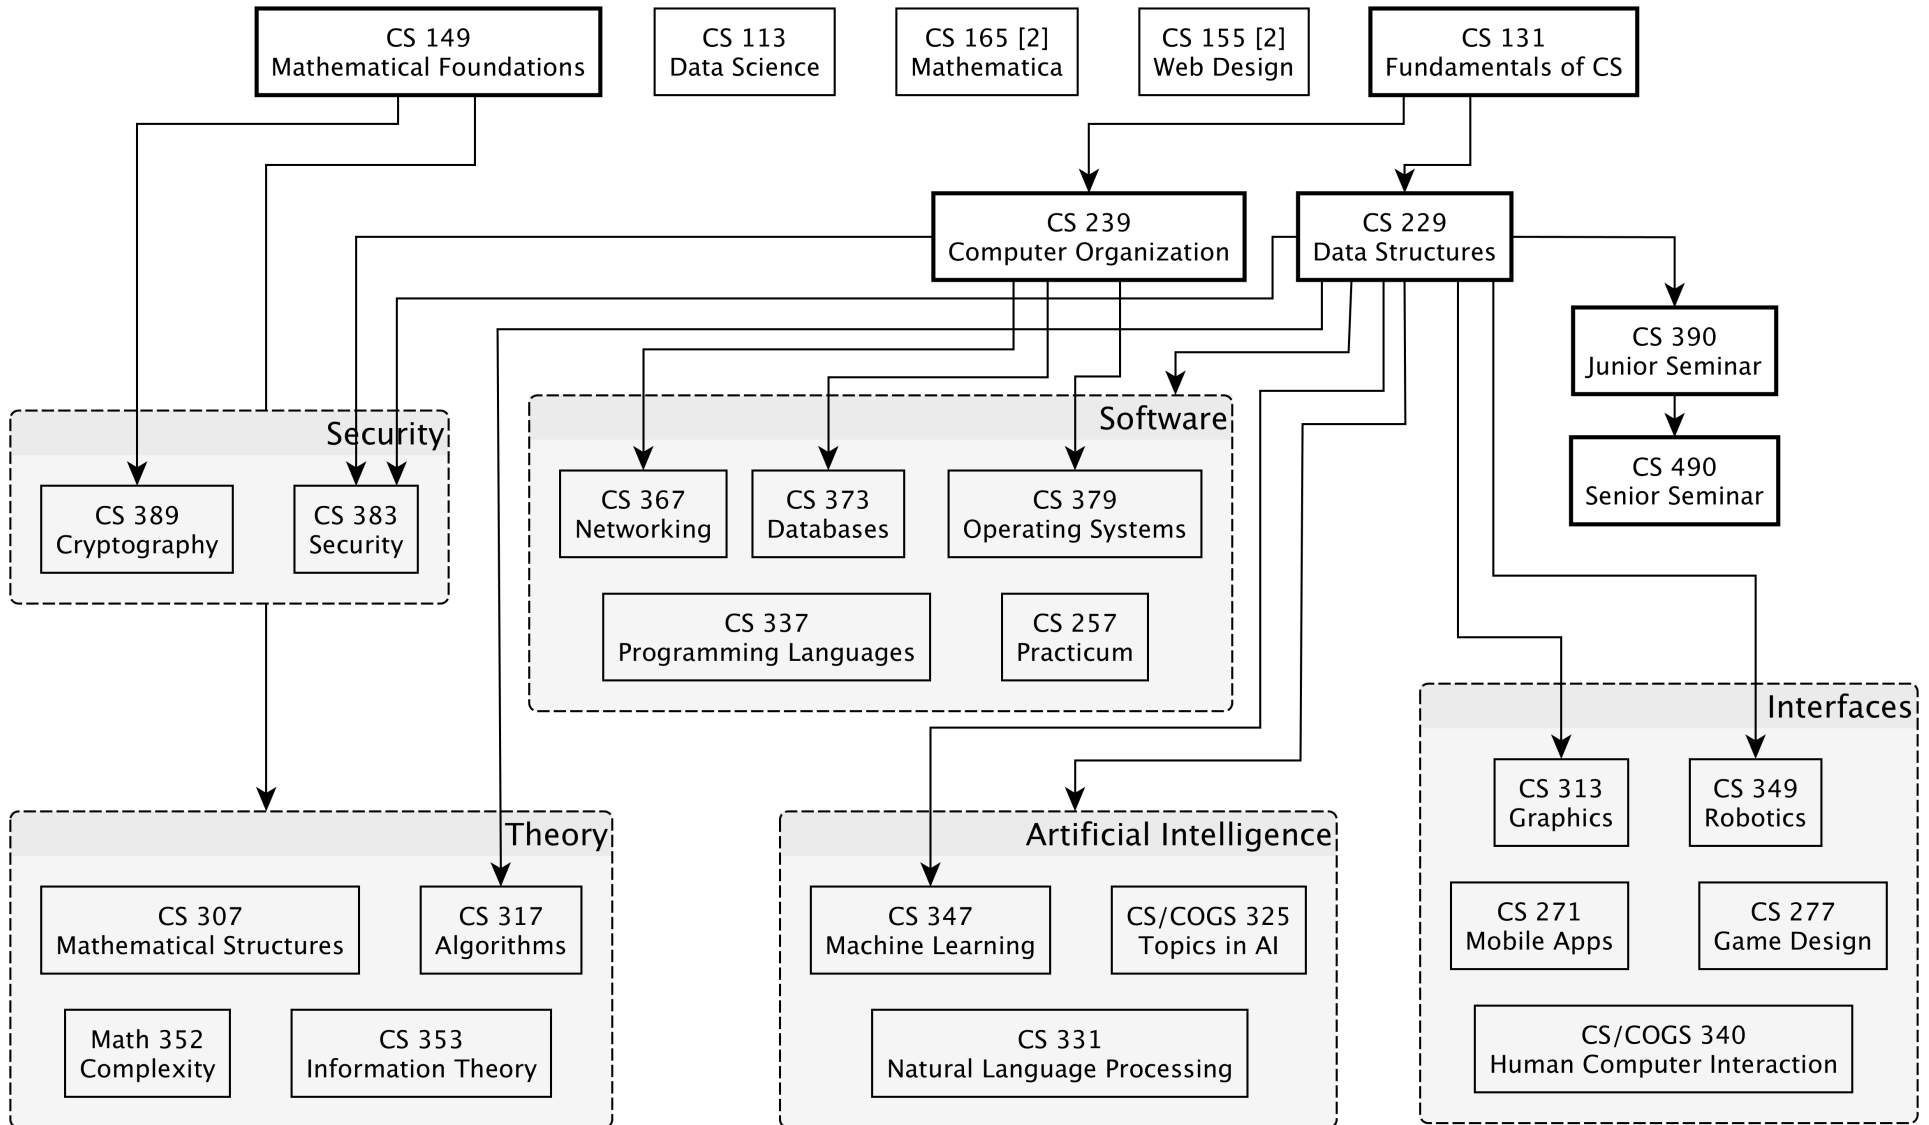 CS 149
Mathematical Foundations
CS 113
Data Science
CS 165 [2]
Mathematica
CS 155 [2]
Web Design
CS 131
Fundamentals of CS
CS 239
Computer Organization
CS 229
Data Structures
CS 390
Junior Seminar
CS 490
Senior Seminar
Security
CS 389
Cryptography
CS 383
Security
Software
CS 367
Networking
CS 373
Databases
CS 379
Operating Systems
CS 337
Programming Languages
CS 257
Practicum
Theory
CS 307
Mathematical Structures
CS 317
Algorithms
Math 352
Complexity
CS 353
Information Theory
Artificial Intelligence
CS 347
Machine Learning
CS/COGS 325
Topics in AI
CS 331
Natural Language Processing
Interfaces
CS 313
Graphics
CS 349
Robotics
CS 271
Mobile Apps
CS 277
Game Design
CS/COGS 340
Human Computer Interaction